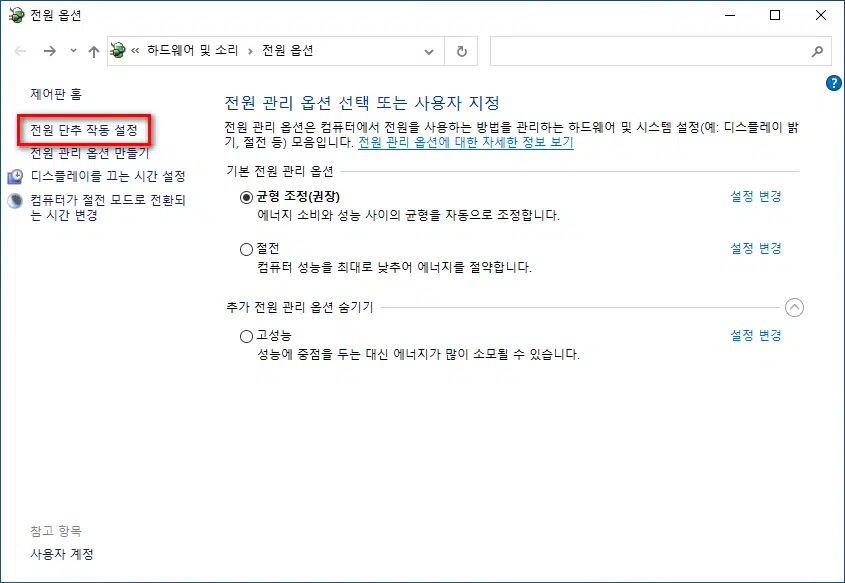 전원 옵션
« 하드웨어 및 소리 › 전원 옵션
제어판 홈
전원 단추 작동 설정
전원 관리 옵션 만들기
디스플레이를 끄는 시간 설정
컴퓨터가 절전 모드로 전환되
는 시간 변경
전원 관리 옵션 선택 또는 사용자 지정
전원 관리 옵션은 컴퓨터에서 전원을 사용하는 방법을 관리하는 하드웨어 및 시스템 설정(예: 디스플레이 밝
기, 절전 등) 모음입니다. 전원 관리 옵션에 대한 자세한 정보 보기
기본 전원 관리 옵션
균형 조정(권장) 설정 변경
에너지 소비와 성능 사이의 균형을 자동으로 조정합니다.
절전 설정 변경
컴퓨터 성능을 최대로 낮추어 에너지를 절약합니다.
추가 전원 관리 옵션 숨기기
고성능 설정 변경
성능에 중점을 두는 대신 에너지가 많이 소모될 수 있습니다.
참고 항목
사용자 계정